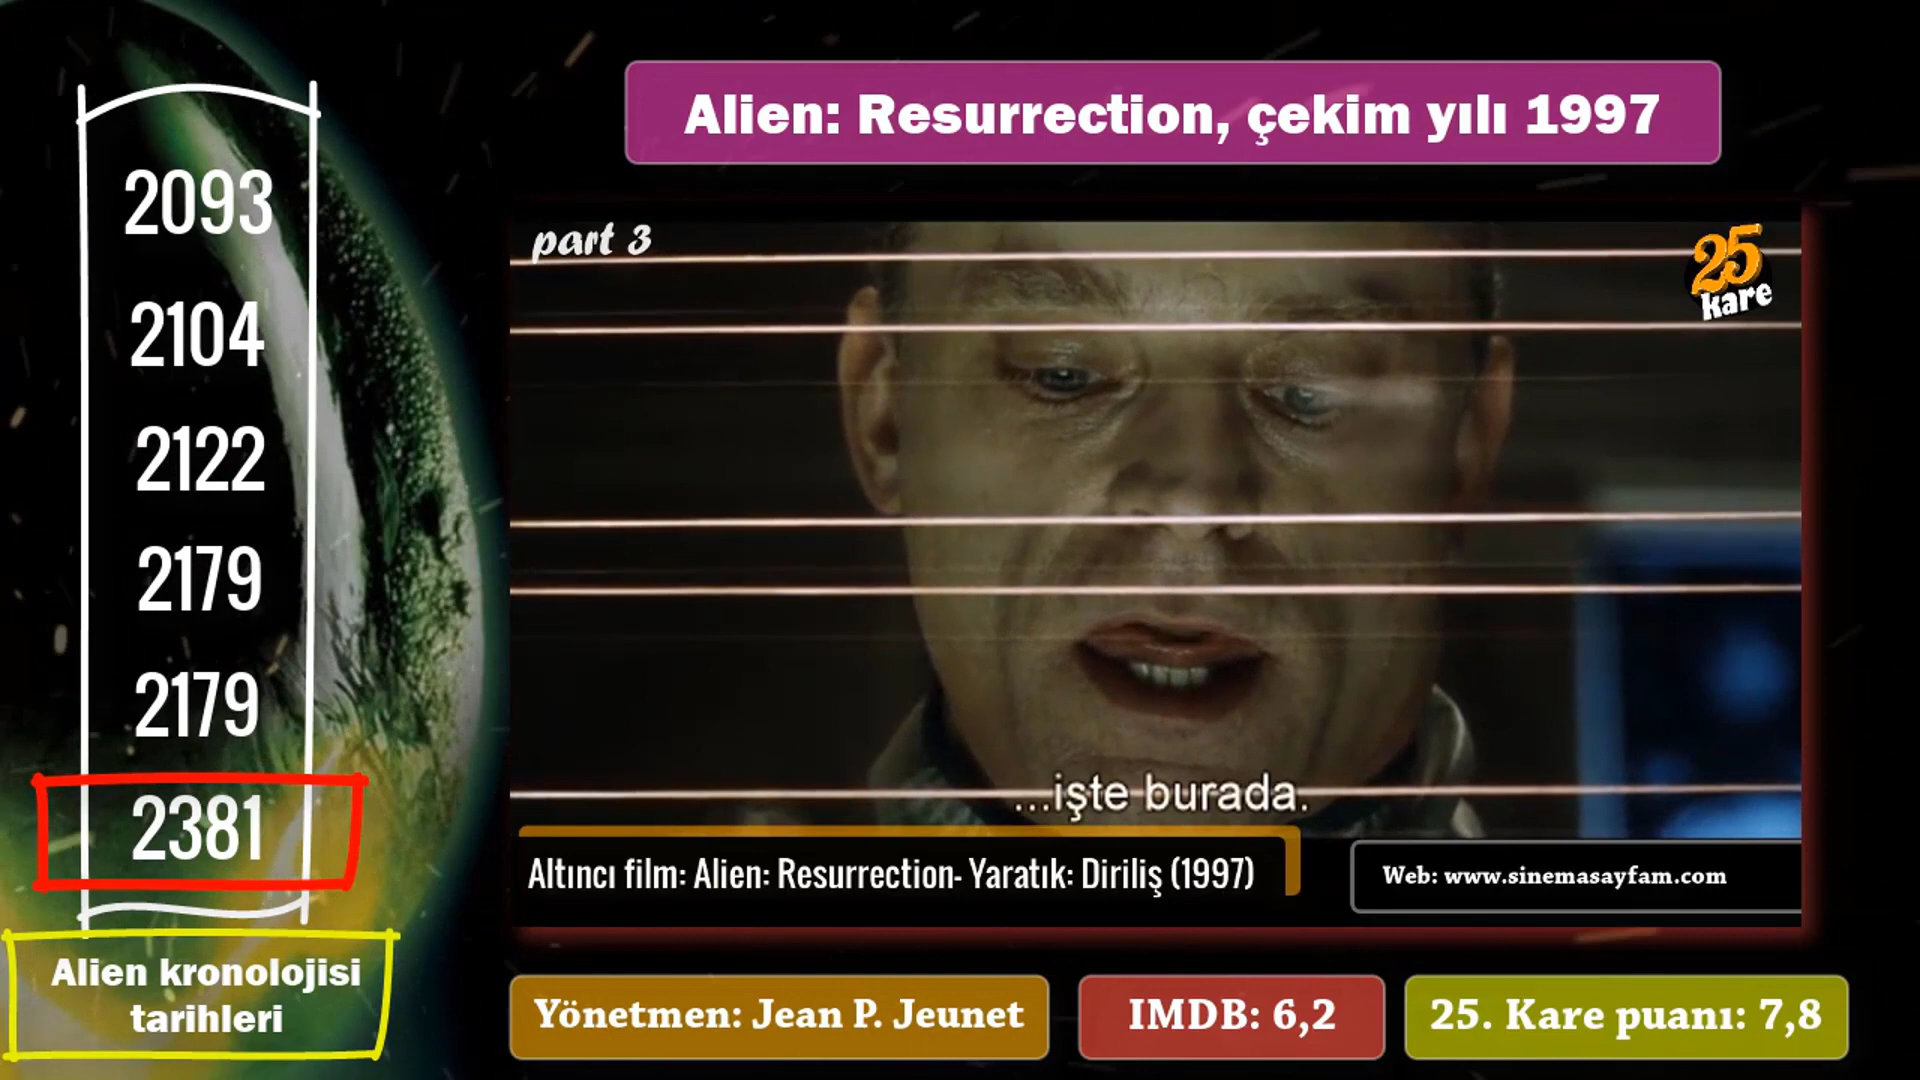 Alien: Resurrection, çekim yılı 1997
2093
2104
2122
2179
2179
2381
Alien kronolojisi
tarihleri
part 3
25
kare
...işte burada.
Altıncı film: Alien: Resurrection- Yaratık: Diriliş (1997)
Web: www.sinemasayfam.com
Yönetmen: Jean P. Jeunet
IMDB: 6,2
25. Kare puanı: 7,8